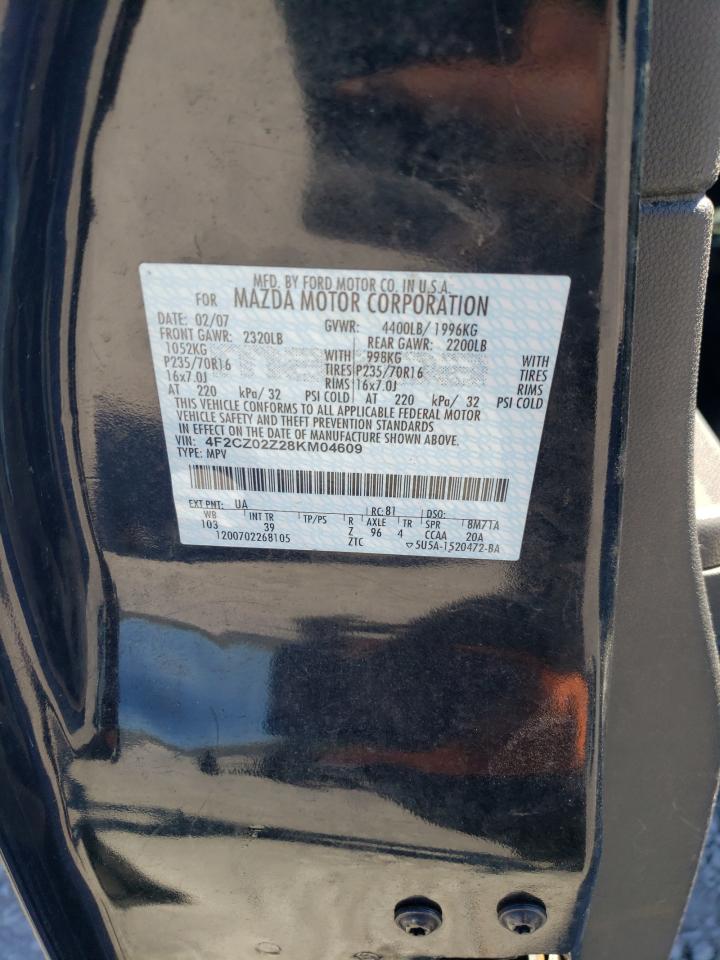 MFD. BY FORD MOTOR CO. IN U.S.A.
FOR MAZDA MOTOR CORPORATION
DATE: 02/07 GVWR: 4400LB/ 1996KG
FRONT GAWR: 2320LB REAR GAWR: 2200LB
1052KG WITH 998KG WITH
P235/70R16 TIRES P235/70R16 TIRES
16x7.0J RIMS 16x7.0J RIMS
AT 220 kPa/ 32 PSI COLD AT 220 kPa/ 32 PSI COLD
THIS VEHICLE CONFORMS TO ALL APPLICABLE FEDERAL MOTOR
VEHICLE SAFETY AND THEFT PREVENTION STANDARDS
IN EFFECT ON THE DATE OF MANUFACTURE SHOWN ABOVE.
VIN: 4F2CZ02Z28KM04609
TYPE: MPV
EXT PNT: UA RC: 81 DSO:
WB INT TR TP/PS R AXLE TR SPR 8M71A
103 39 Z 96 4 CCAA 20A
1200702268105 ZTC 5U5A-1520472-BA